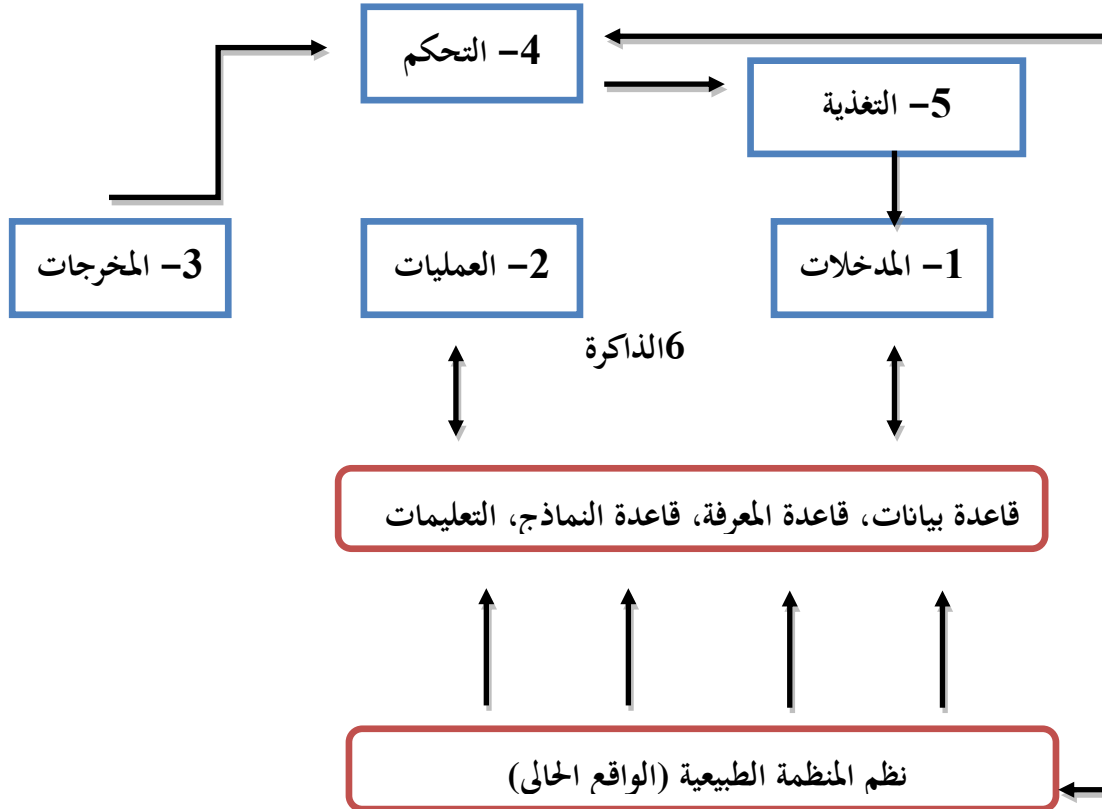 4- التحكم
5- التغذية
1- المدخلات
2- العمليات
3- المخرجات
6الذاكرة
قاعدة بيانات، قاعدة المعرفة، قاعدة النماذج، التعليمات
نظم المنظمة الطبيعية (الواقع الحالى)